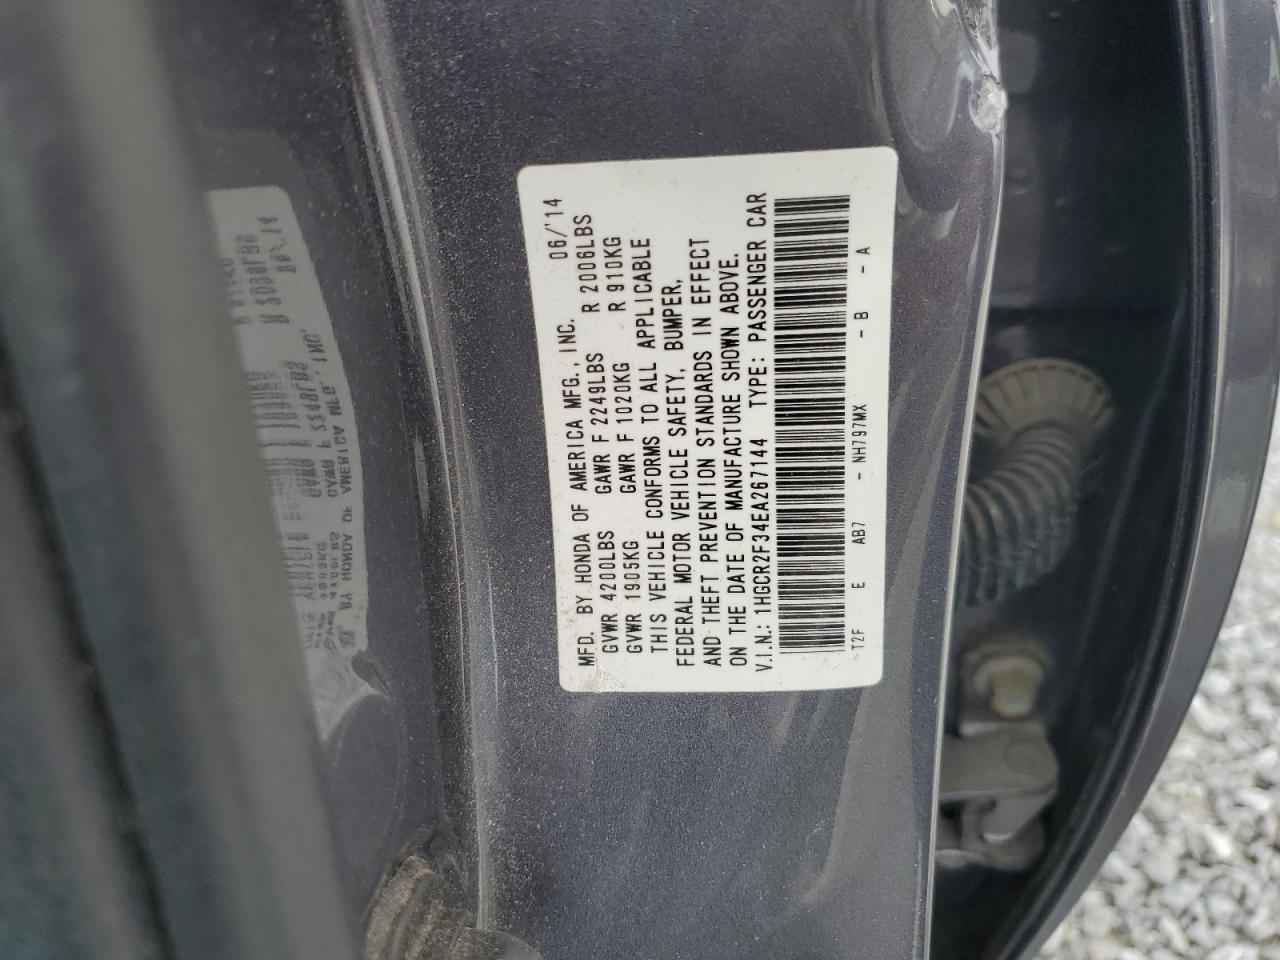 MFD. BY HONDA OF AMERICA MFG., INC. 06/14
GVWR 4200LBS GAWR F 2249LBS R 2006LBS
GVWR 1905KG GAWR F 1020KG R 910KG
THIS VEHICLE CONFORMS TO ALL APPLICABLE
FEDERAL MOTOR VEHICLE SAFETY, BUMPER,
AND THEFT PREVENTION STANDARDS IN EFFECT
ON THE DATE OF MANUFACTURE SHOWN ABOVE.
V.I.N.: 1HGCR2F34EA267144 TYPE: PASSENGER CAR
T2F E AB7 - NH797MX - B - A